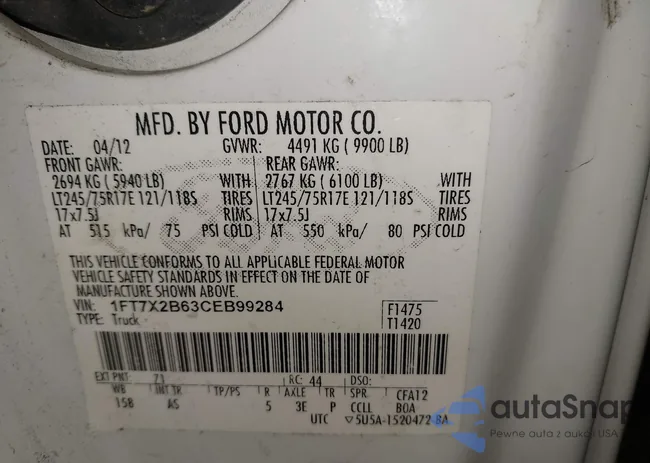 MFD. BY FORD MOTOR CO.
DATE: 04/12 GVWR: 4491 KG ( 9900 LB)
FRONT GAWR: REAR GAWR:
2694 KG ( 5940 LB) WITH 2767 KG ( 6100 LB) WITH
LT245/75R17E 121/118S TIRES LT245/75R17E 121/118S TIRES
17x7.5J RIMS 17x7.5J RIMS
AT 515 kPa/ 75 PSI COLD AT 550 kPa/ 80 PSI COLD
THIS VEHICLE CONFORMS TO ALL APPLICABLE FEDERAL MOTOR
VEHICLE SAFETY STANDARDS IN EFFECT ON THE DATE OF
MANUFACTURE SHOWN ABOVE.
VIN: 1FT7X2B63CEB99284 F1475
TYPE: Truck T1420
EXT PNT: Z1 RC: 44 DSO:
WB INT TR TP/PS R AXLE TR SPR CFA12
158 AS 5 3E P CCLL BOA
UTC ▽5U5A-1520472-BA
autoSnap
Pewne auta z USA